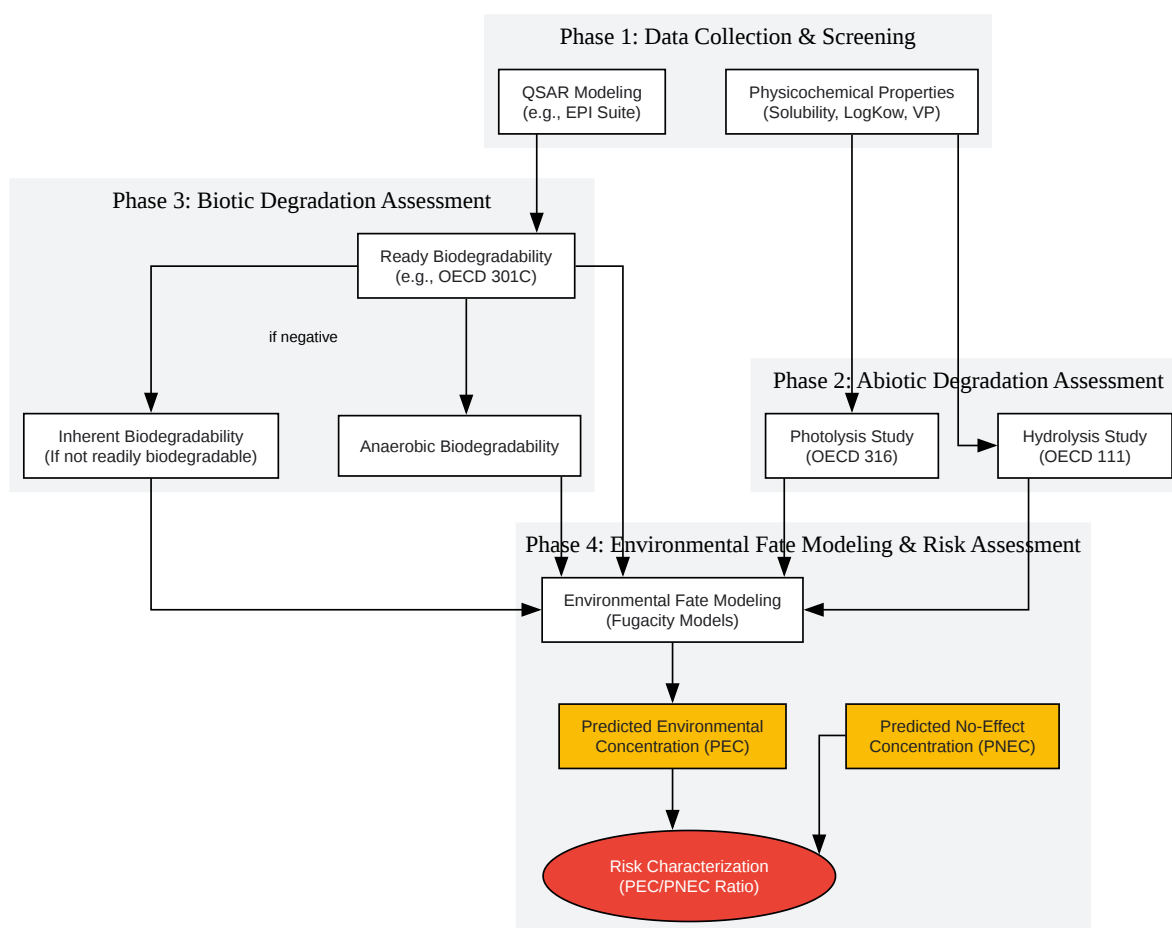 Phase 1: Data Collection & Screening
QSAR Modeling
(e.g., EPI Suite)
Physicochemical Properties
(Solubility, LogKow, VP)
Phase 3: Biotic Degradation Assessment
Ready Biodegradability
(e.g., OECD 301C)
if negative
Inherent Biodegradability
(If not readily biodegradable)
Anaerobic Biodegradability
Phase 2: Abiotic Degradation Assessment
Photolysis Study
(OECD 316)
Hydrolysis Study
(OECD 111)
Phase 4: Environmental Fate Modeling & Risk Assessment
Environmental Fate Modeling
(Fugacity Models)
Predicted Environmental
Concentration (PEC)
Predicted No-Effect
Concentration (PNEC)
Risk Characterization
(PEC/PNEC Ratio)